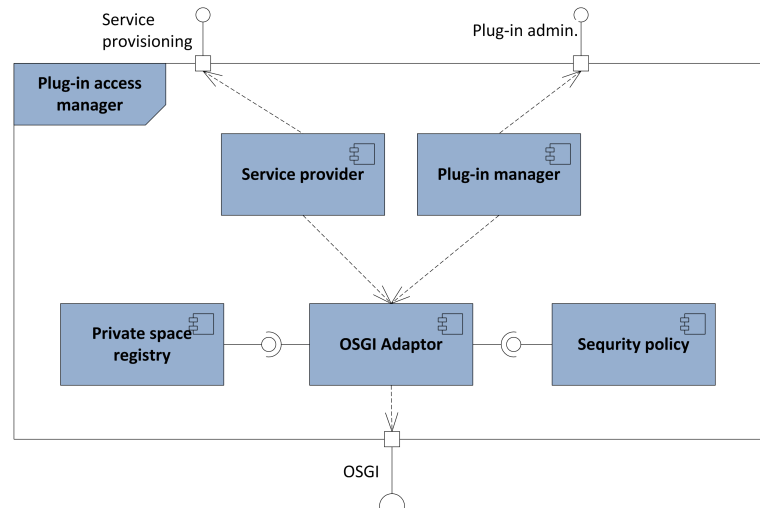 Service
provisioning
Plug-in admin.
Plug-in access
manager
Service provider
Plug-in manager
Private space
registry
OSGI Adaptor
Sequrity policy
OSGI